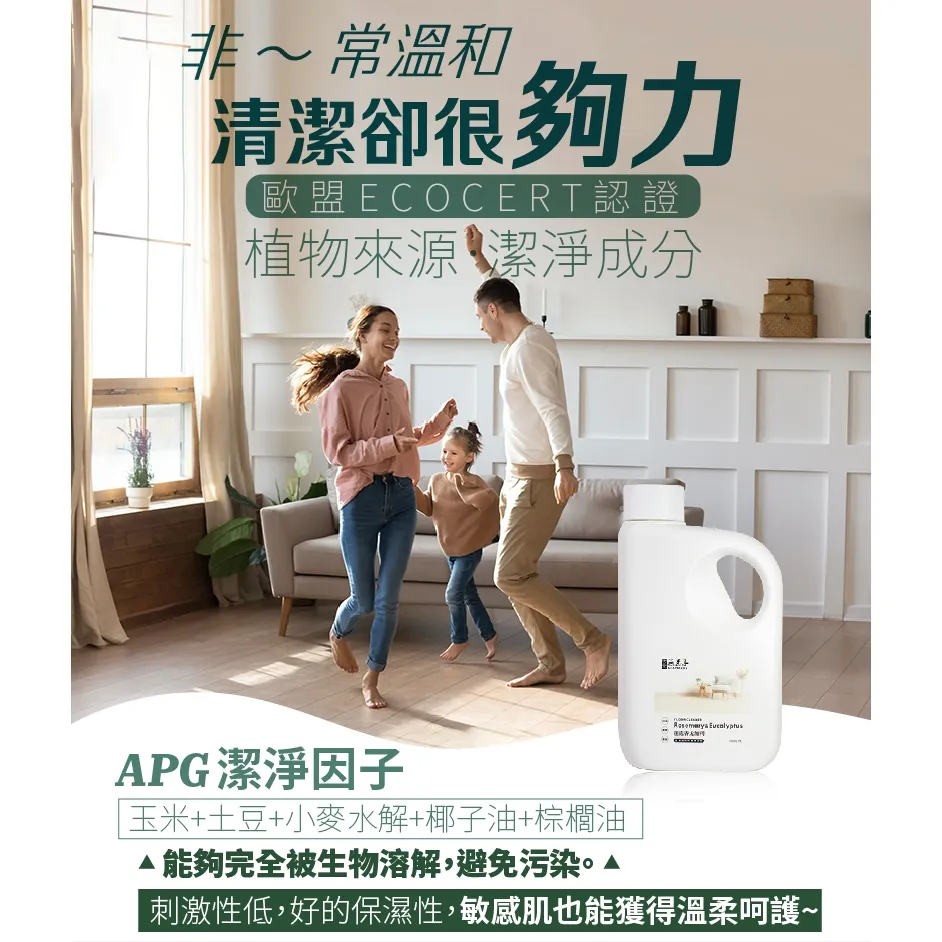 非～常溫和
清潔卻很夠力
歐盟ECOCERT認證
植物來源 潔淨成分
FLOOR CLEANER
Rosemary&Eucalyptus
APG潔淨因子
玉米+土豆+小麥水解+椰子油+棕櫚油
▲能夠完全被生物溶解,避免污染。▲
刺激性低,好的保濕性,敏感肌也能獲得溫柔呵護~